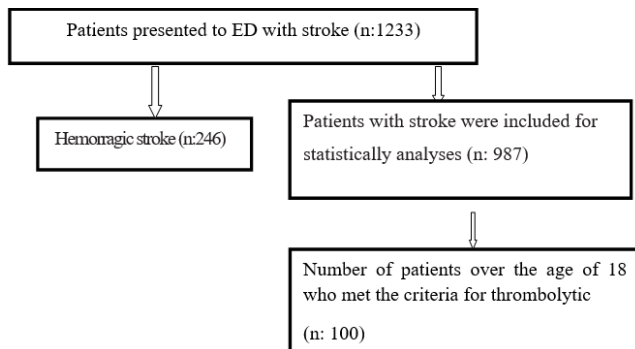 Patients presented to ED with stroke (n:1233)
Hemorragic stroke (n:246)
Patients with stroke were included for
statistically analyses (n: 987)
Number of patients over the age of 18
who met the criteria for thrombolytic
(n: 100)